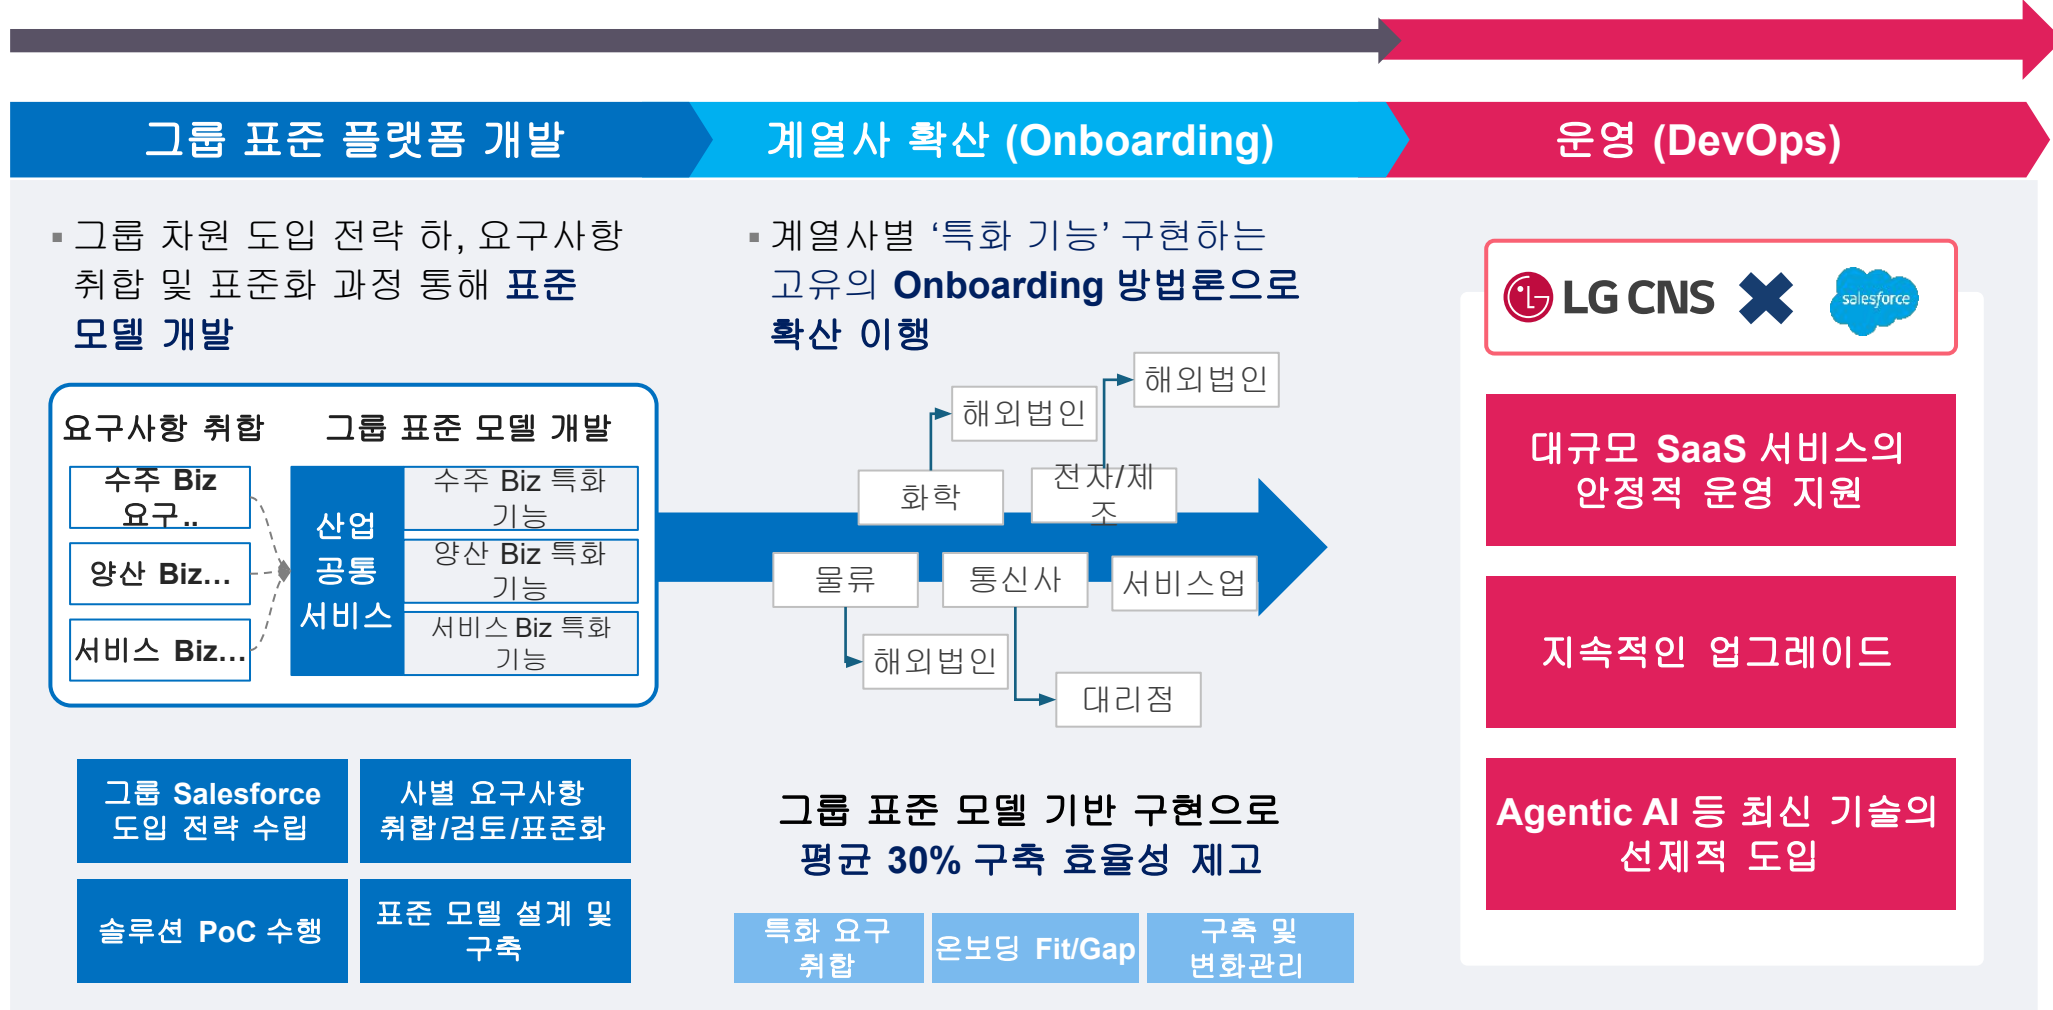 그룹 표준 플랫폼 개발
계열사 확산 (Onboarding)
운영 (DevOps)
▪ 그룹 차원 도입 전략 하, 요구사항
취합 및 표준화 과정 통해 표준
모델 개발
요구사항 취합
그룹 표준 모델 개발
수주 Biz
요구..
양산 Biz...
서비스 Biz...
산업
공통
서비스
수주 Biz 특화
기능
양산 Biz 특화
기능
서비스 Biz 특화
기능
그룹 Salesforce
도입 전략 수립
사별 요구사항
취합/검토/표준화
솔루션 PoC 수행
표준 모델 설계 및
구축
▪ 계열사별 ‘특화 기능’ 구현하는
고유의 Onboarding 방법론으로
확산 이행
해외법인
해외법인
화학
전자/제
조
물류
통신사
서비스업
해외법인
대리점
그룹 표준 모델 기반 구현으로
평균 30% 구축 효율성 제고
특화 요구
취합
온보딩 Fit/Gap
구축 및
변화관리
LG CNS
salesforce
대규모 SaaS 서비스의
안정적 운영 지원
지속적인 업그레이드
Agentic AI 등 최신 기술의
선제적 도입